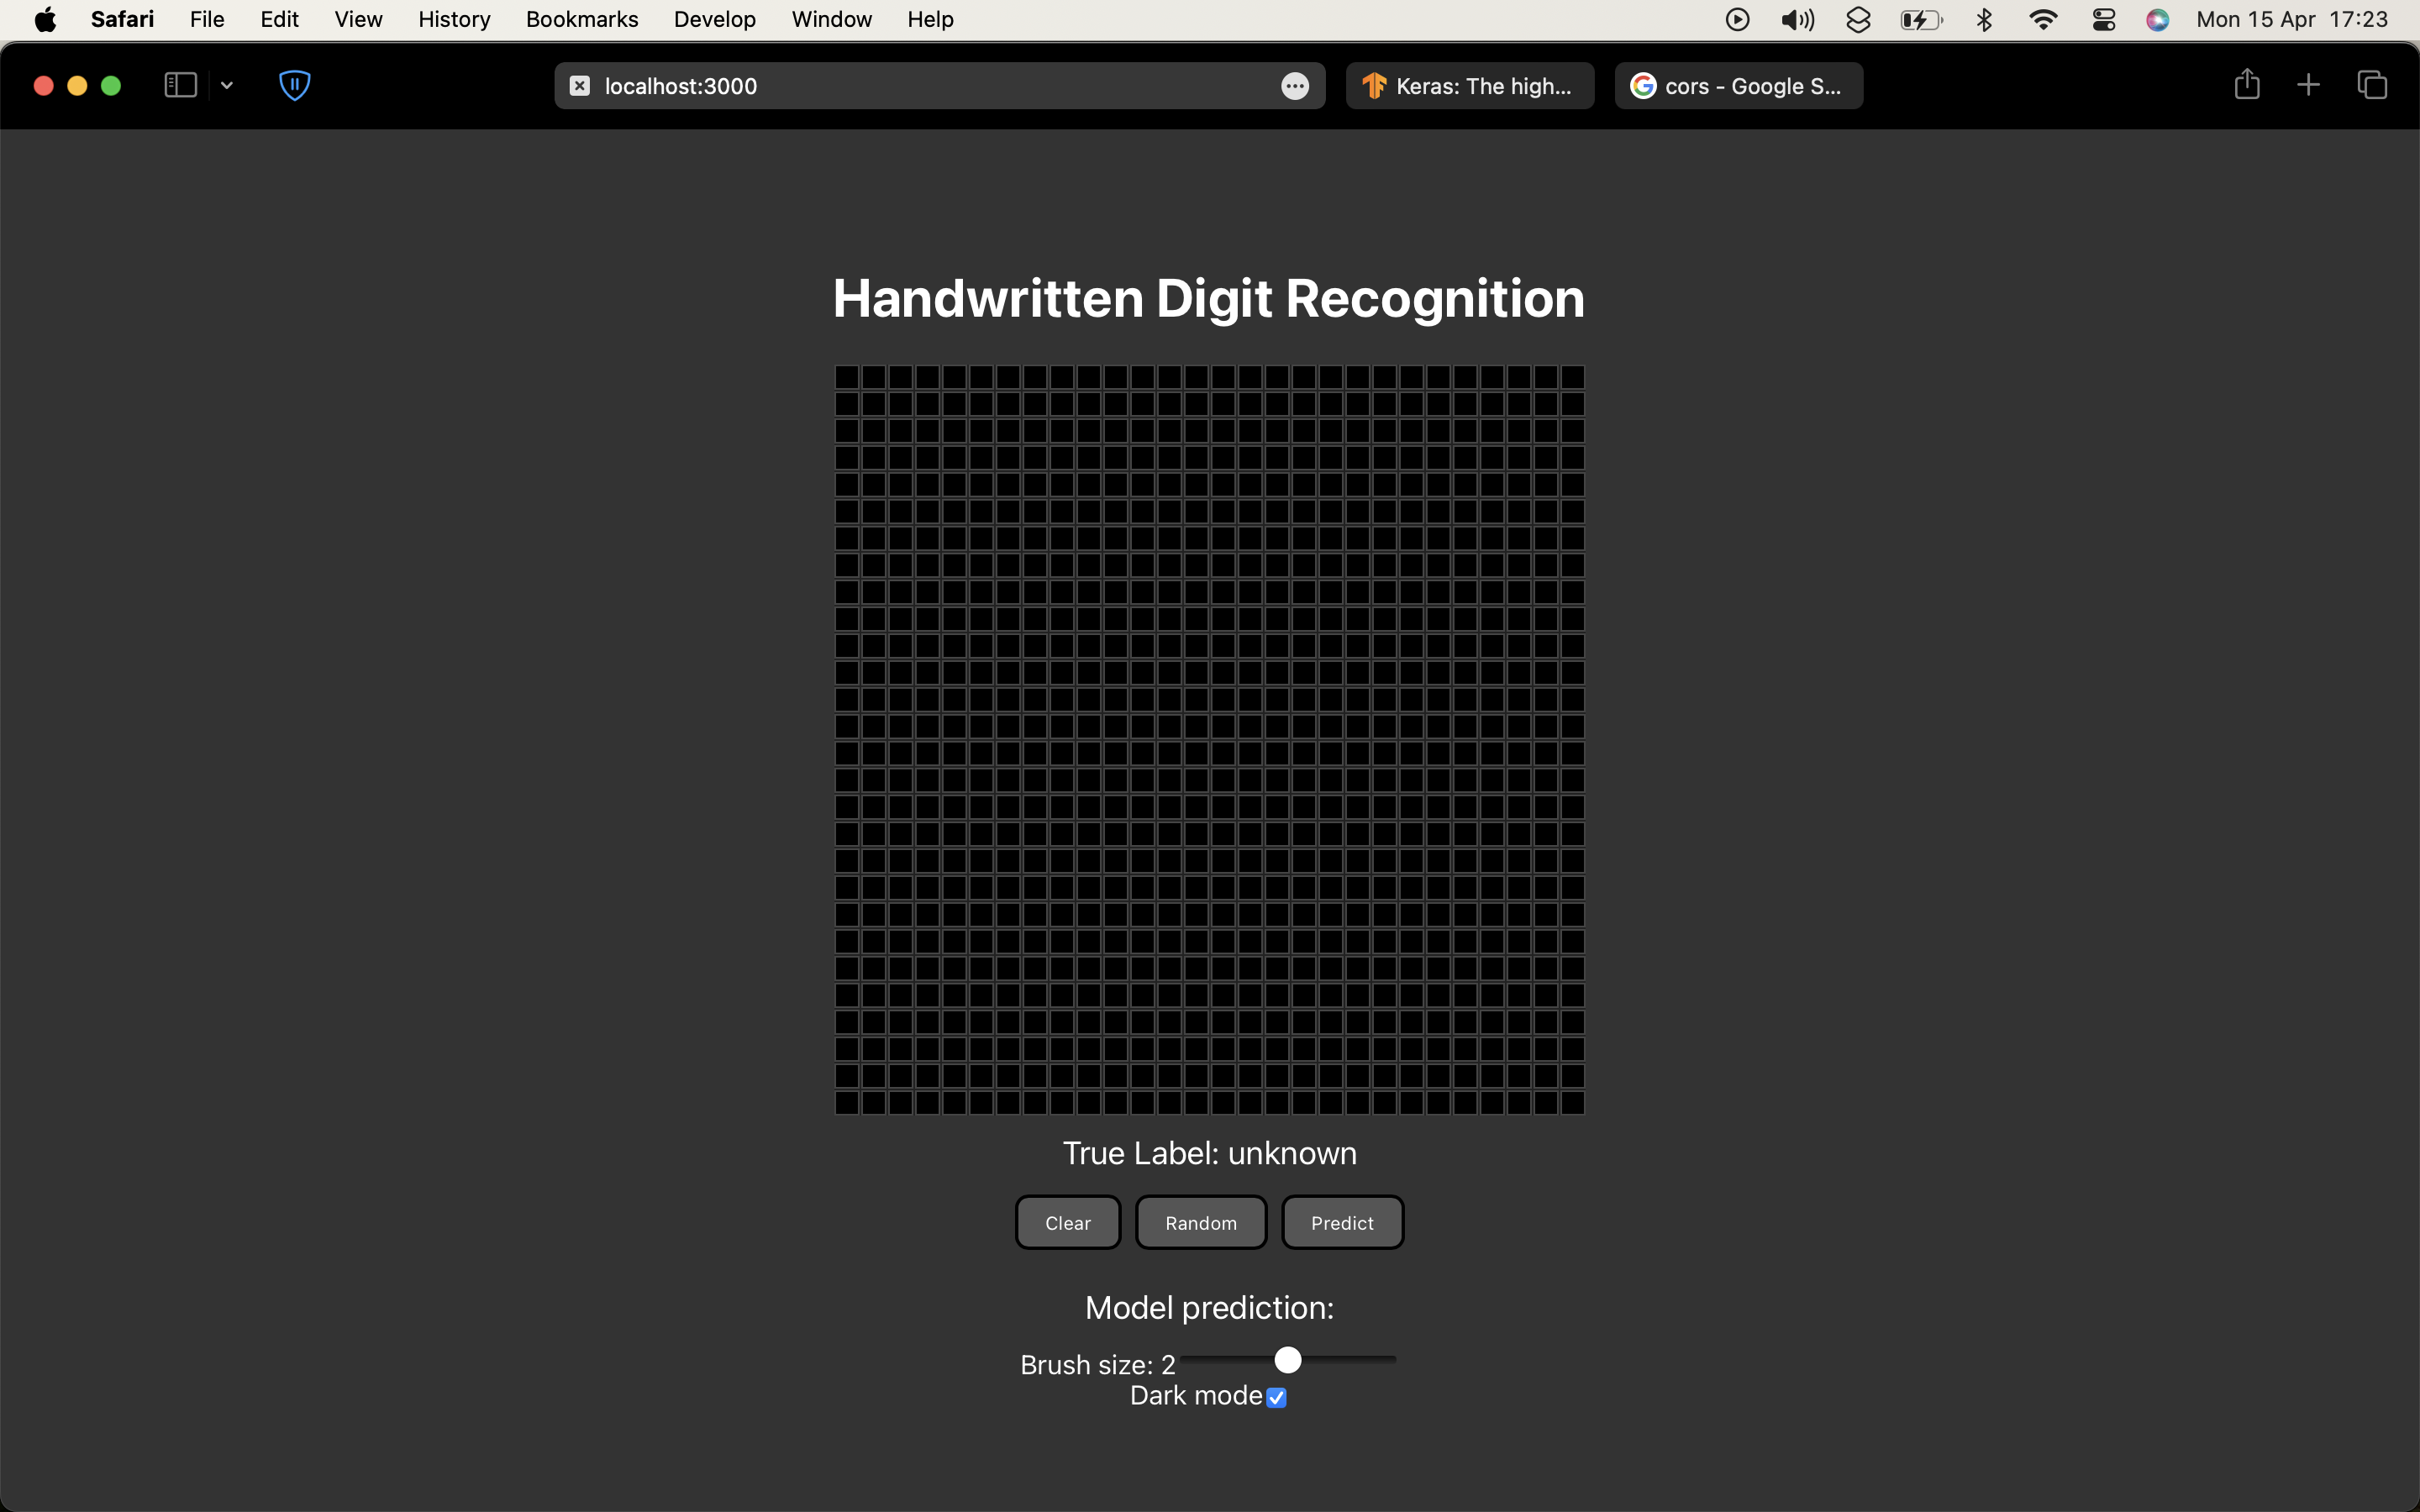 Safari File Edit View History Bookmarks Develop Window Help Mon 15 Apr 17:23
localhost:3000 Keras: The high... cors - Google S...
Handwritten Digit Recognition
True Label: unknown
Clear Random Predict
Model prediction:
Brush size: 2
Dark mode